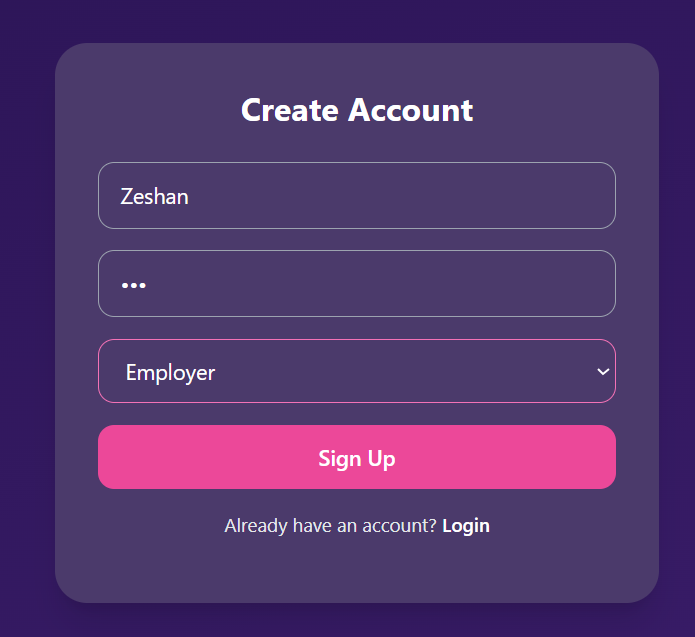 Create Account
Zeshan
•••
Employer
Sign Up
Already have an account? Login